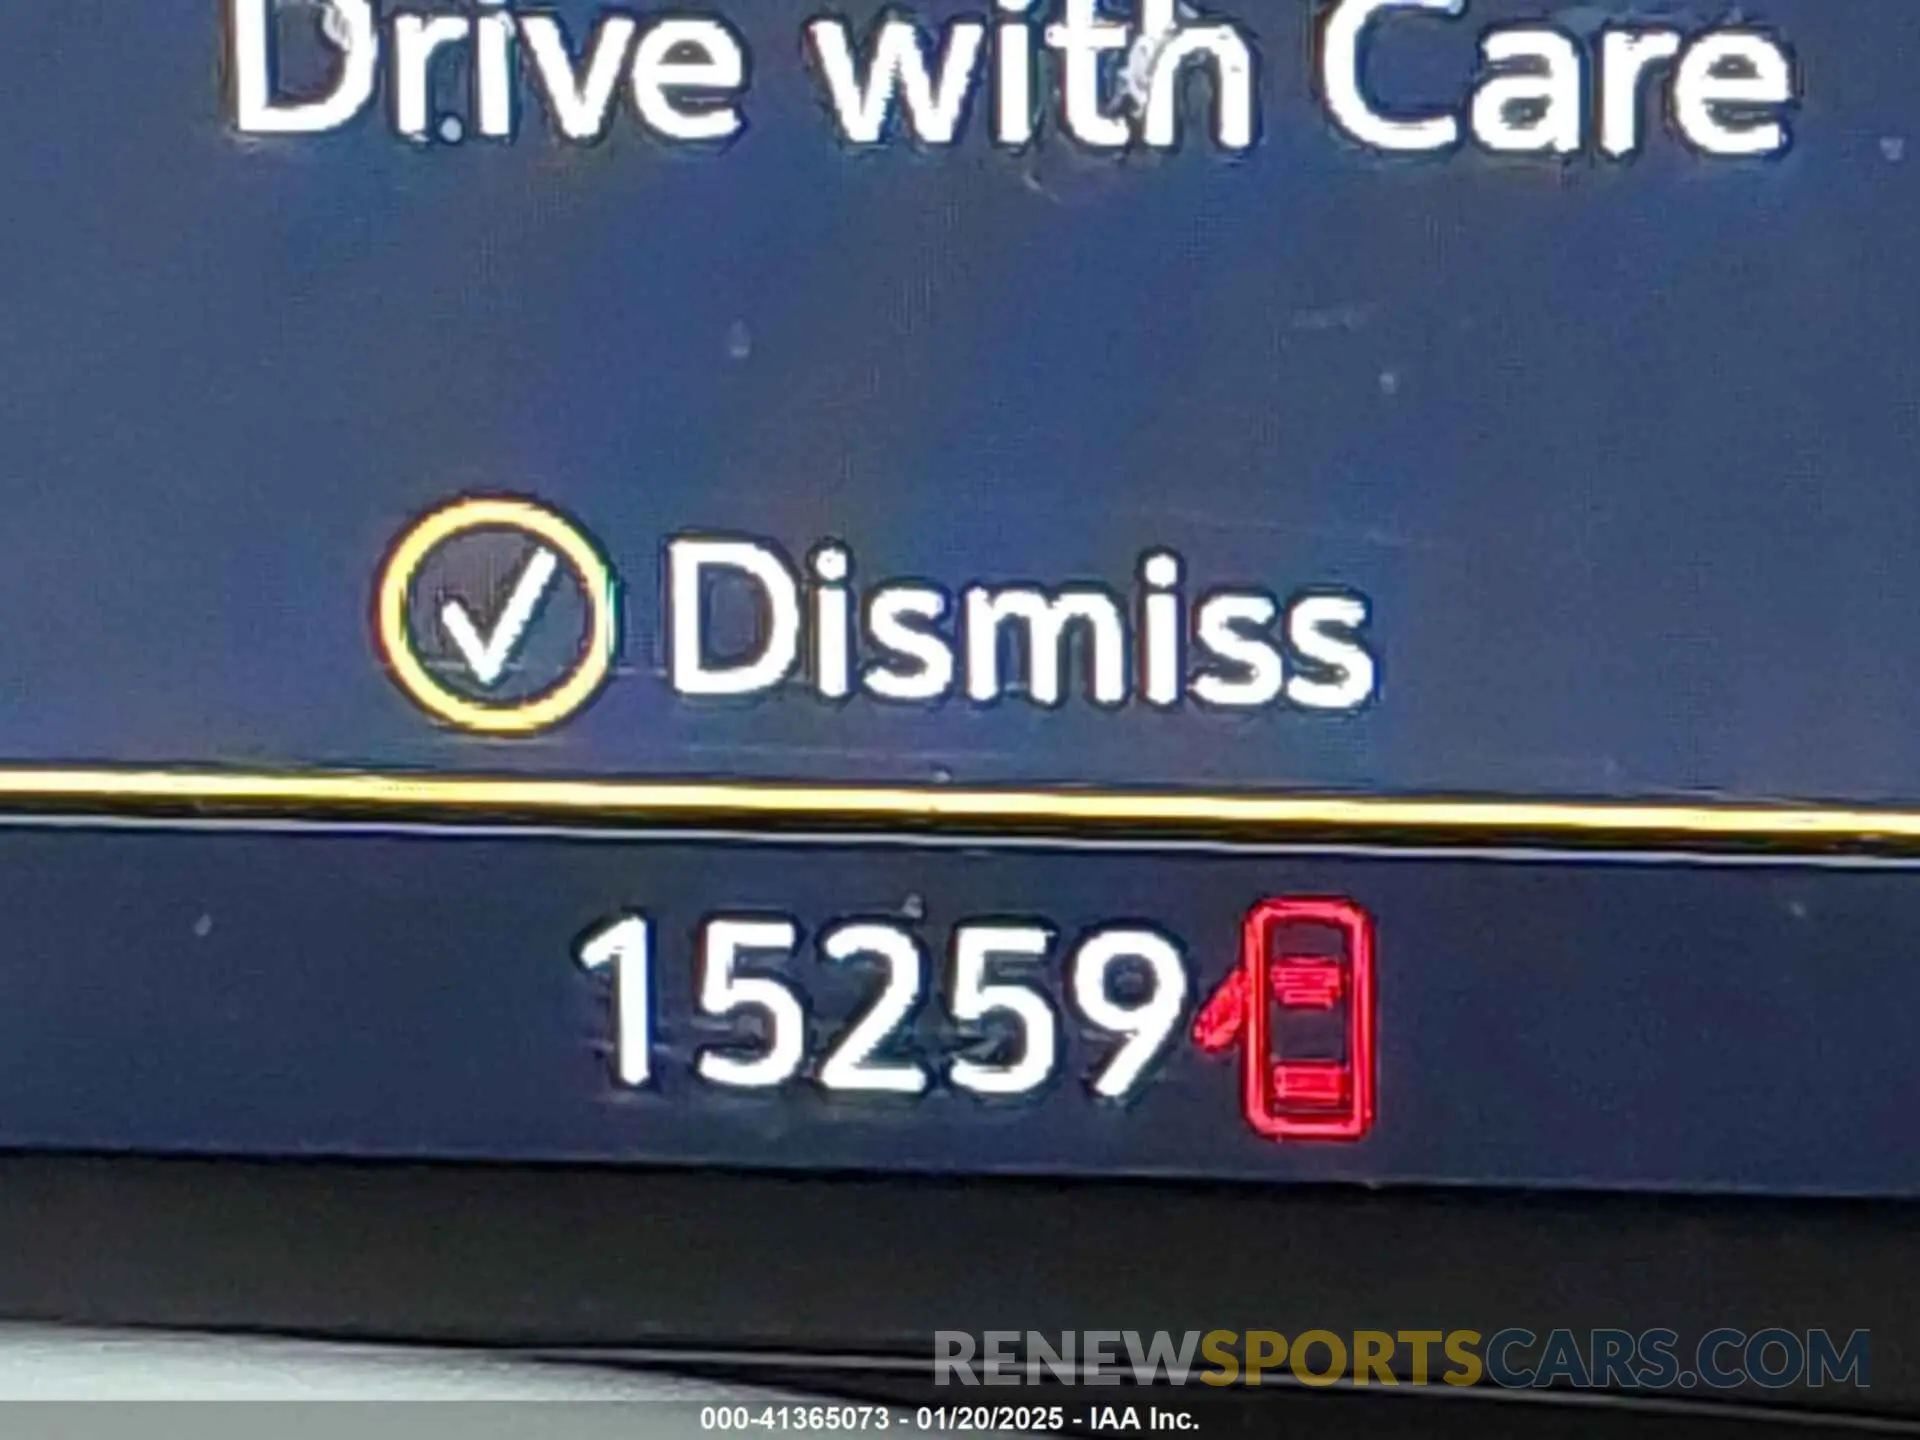 Drive with Care
Dismiss
15259
RENEWSPORTSCARS.COM
000-41365073 - 01/20/2025 - IAA Inc.